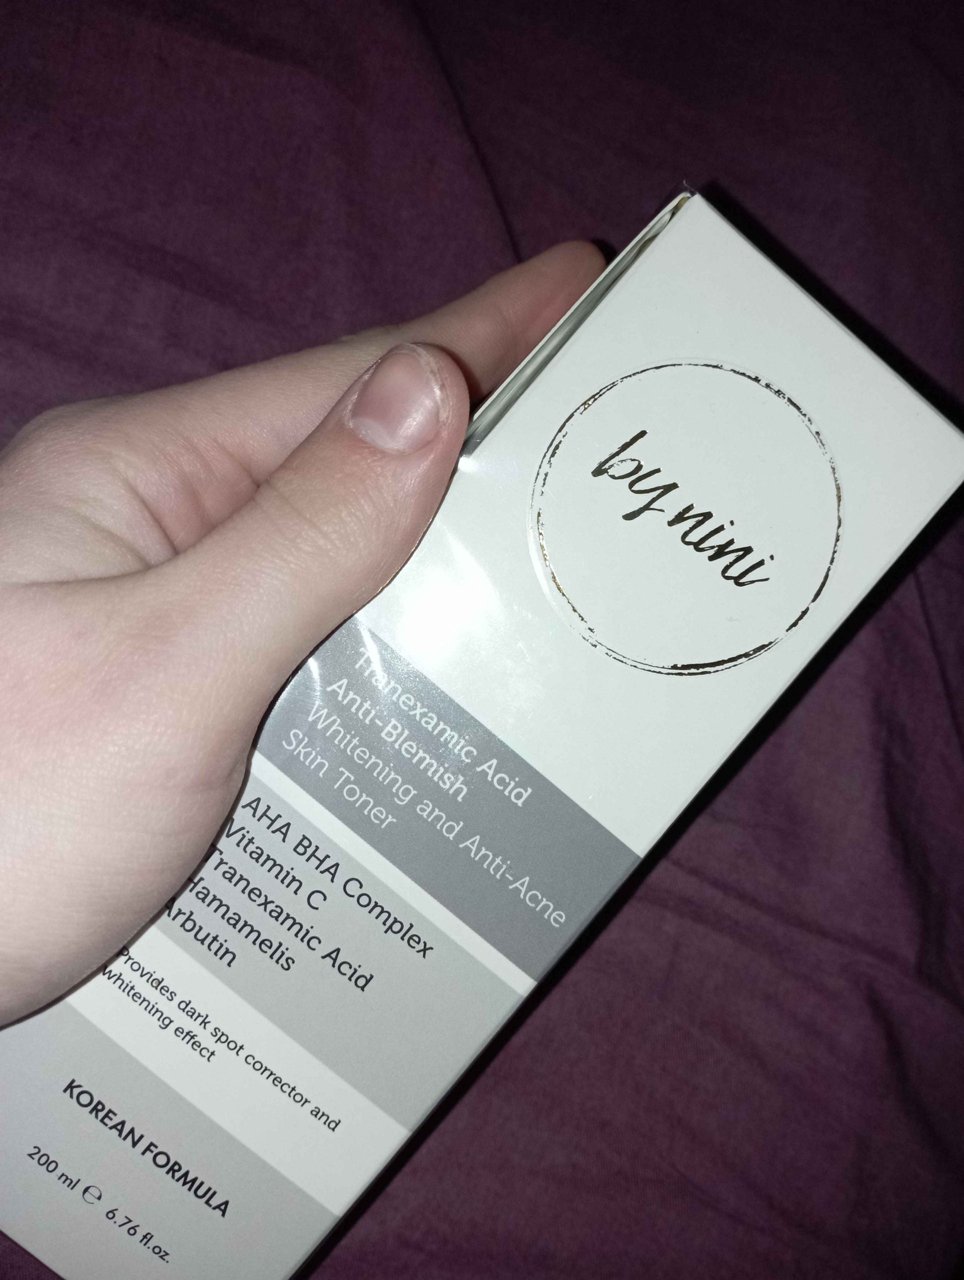 by nini
Tranexamic Acid
Anti-Blemish
Whitening and Anti-Acne
Skin Toner
AHA BHA Complex
Vitamin C
Tranexamic Acid
Hamamelis
Arbutin
Provides dark spot corrector and
whitening effect
KOREAN FORMULA
200 ml ℮ 6.76 fl.oz.